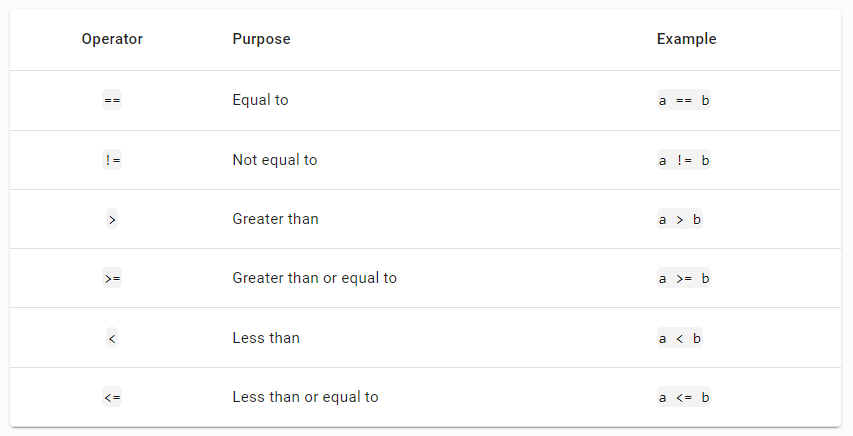 Operator Purpose Example
== Equal to a == b
!= Not equal to a != b
> Greater than a > b
>= Greater than or equal to a >= b
< Less than a < b
<= Less than or equal to a <= b